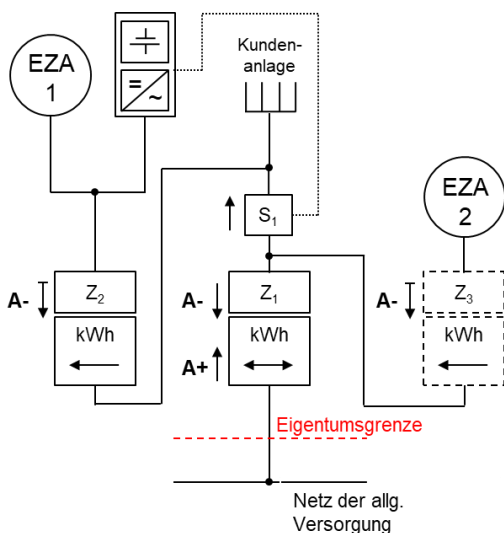 EZA
1
=
~
Kunden-
anlage
EZA
2
S1
A-
Z2
A-
Z1
A-
Z3
kWh
A+
kWh
kWh
Eigentumsgrenze
Netz der allg.
Versorgung